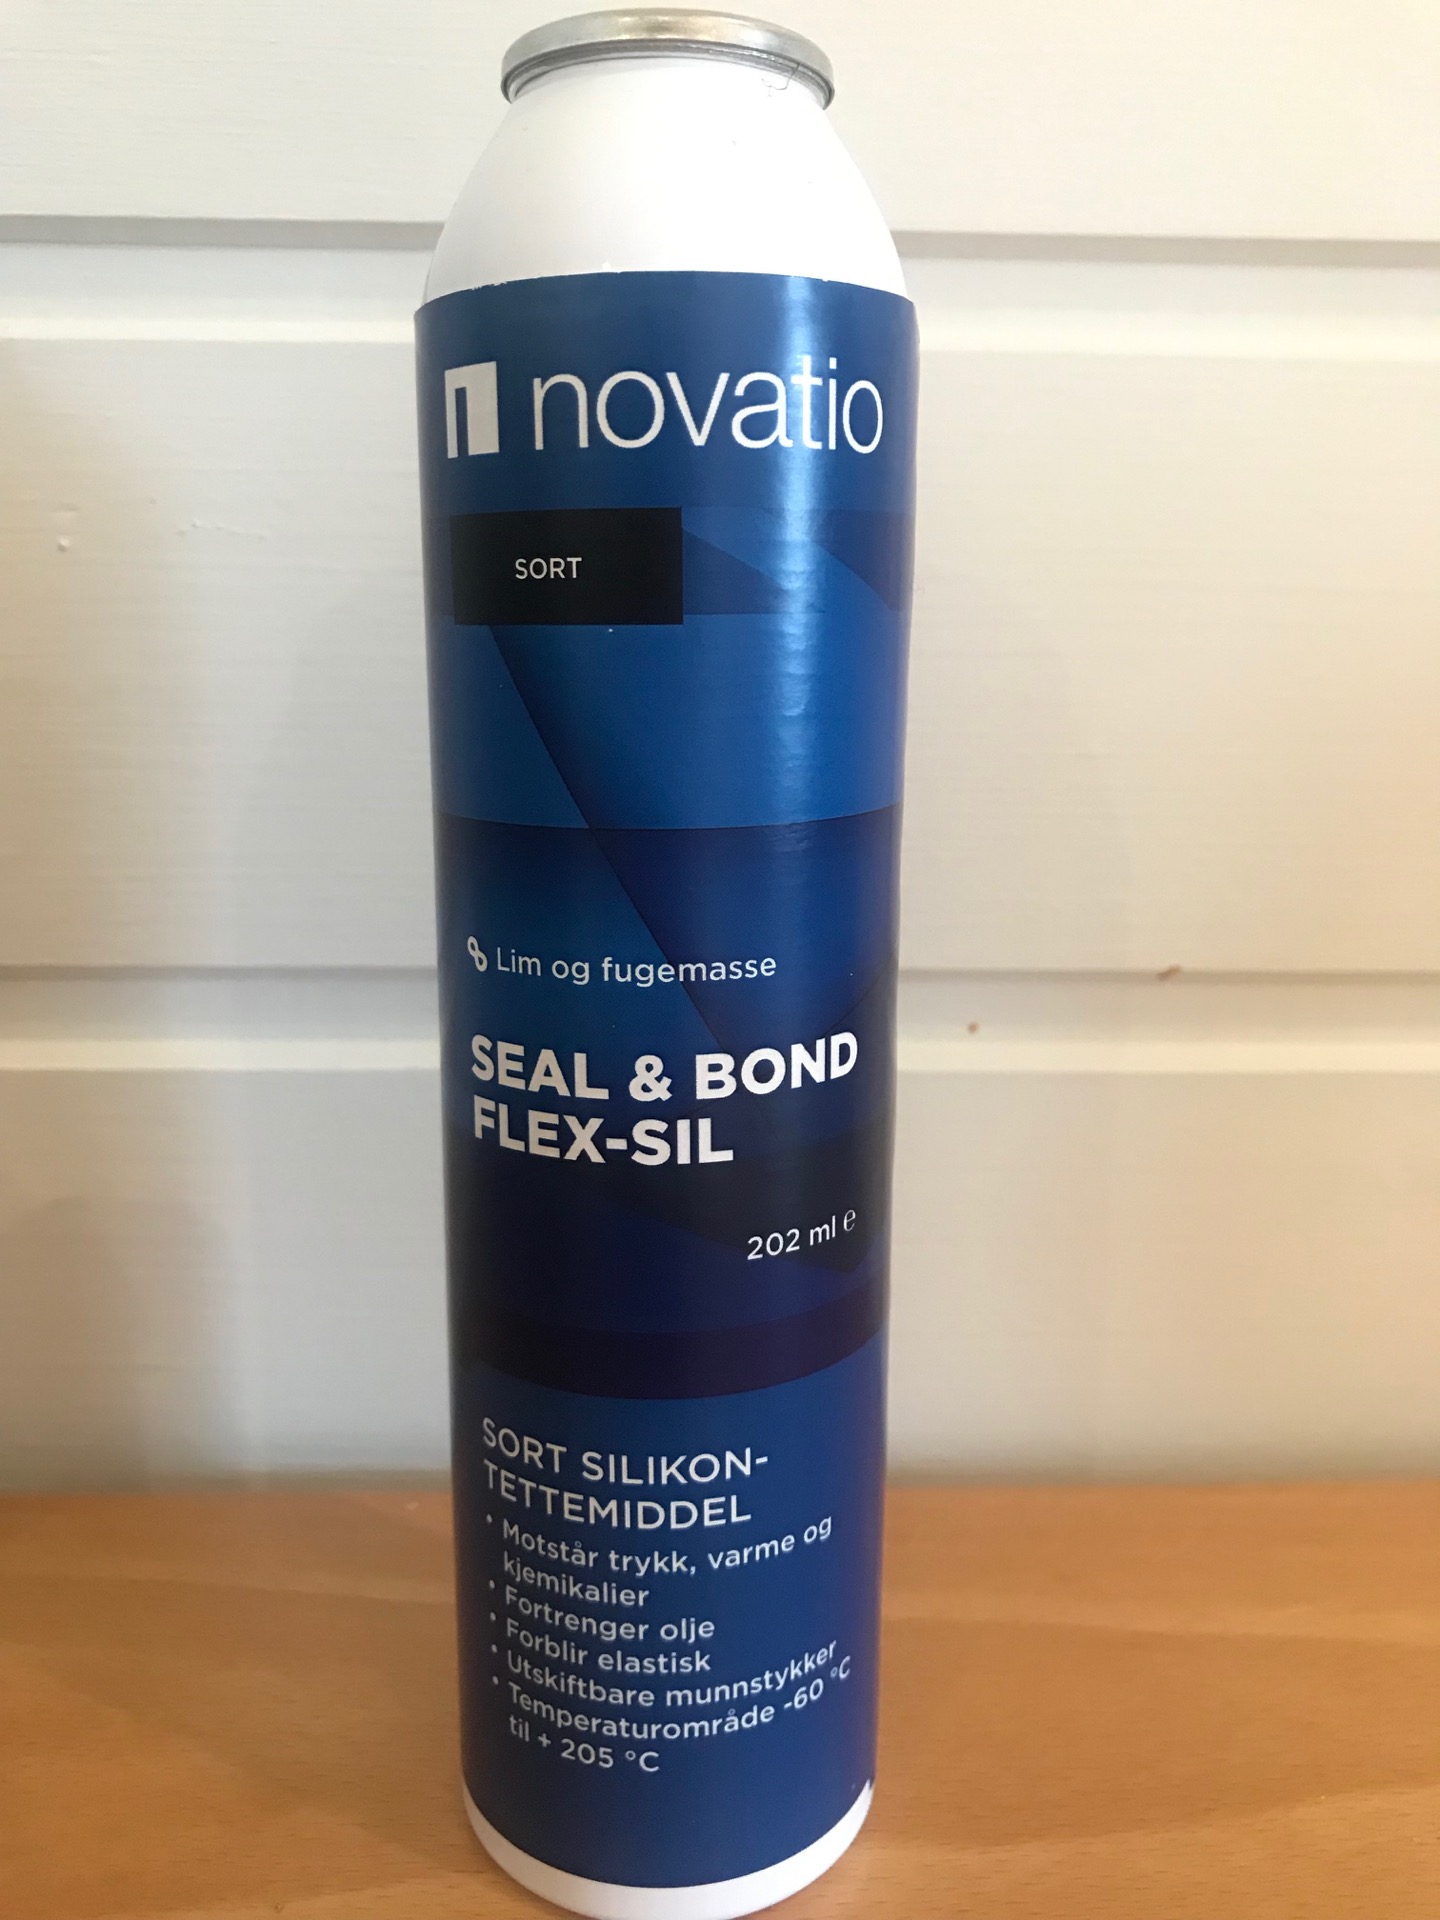 novatio
SORT
Lim og fugemasse
SEAL & BOND
FLEX-SIL
202 ml ℮
SORT SILIKON-
TETTEMIDDEL
• Motstår trykk, varme og
kjemikalier
• Fortrenger olje
• Forblir elastisk
• Utskiftbare munnstykker
• Temperaturområde -60 °C
til + 205 °C